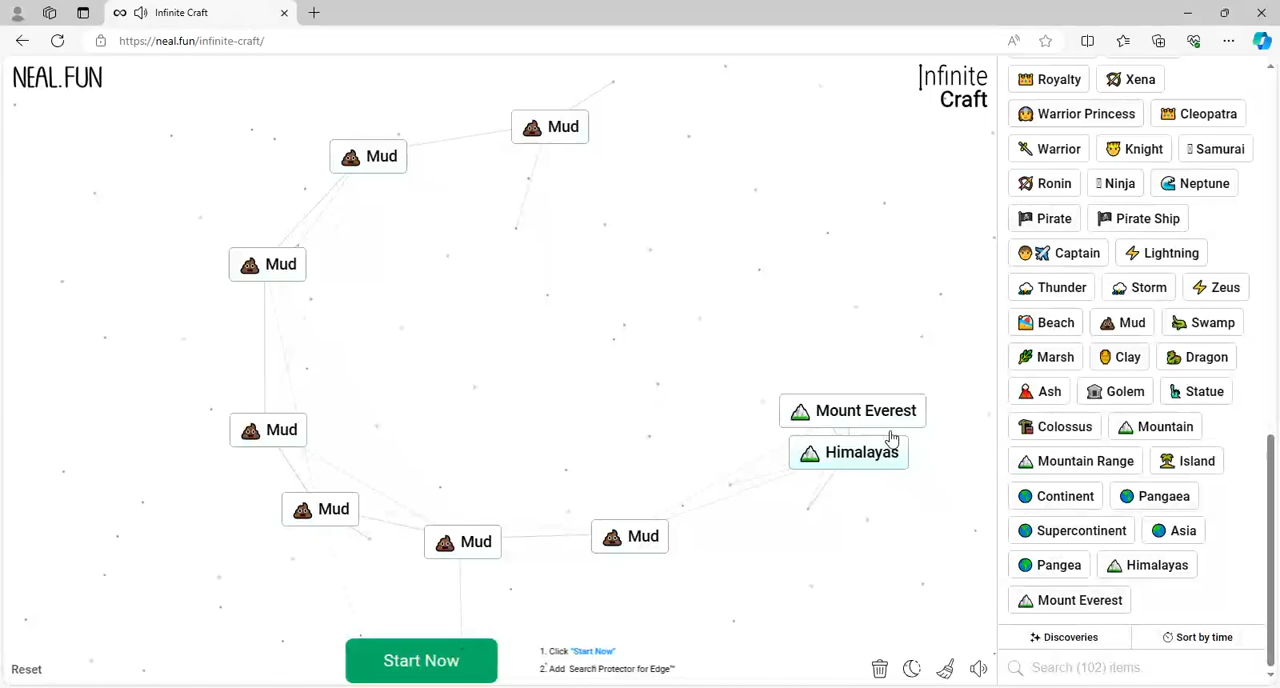 Infinite Craft
https://neal.fun/infinite-craft/
NEAL.FUN
Infinite
Craft
Mud
Mud
Mud
Mud
Mud
Mud
Mud
Mount Everest
Himalayas
Royalty Xena
Warrior Princess Cleopatra
Warrior Knight Samurai
Ronin Ninja Neptune
Pirate Pirate Ship
Captain Lightning
Thunder Storm Zeus
Beach Mud Swamp
Marsh Clay Dragon
Ash Golem Statue
Colossus Mountain
Mountain Range Island
Continent Pangaea
Supercontinent Asia
Pangea Himalayas
Mount Everest
Discoveries Sort by time
Search (102) items...
Reset
Start Now
1. Click "Start Now"
2. Add Search Protector for Edge™